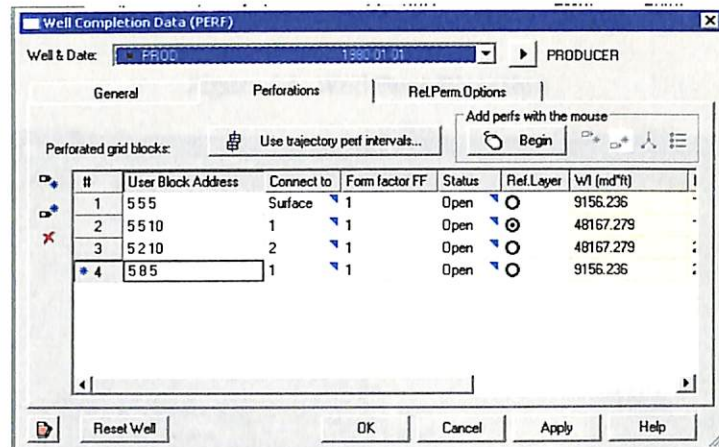 Well Completion Data (PERF)
Well & Date: PROD 1980.01.01 PRODUCER
General Perforations Rel.Perm.Options
Add perfs with the mouse
Perforated grid blocks: Use trajectory perf intervals... Begin
# User Block Address Connect to Form factor FF Status Ref.Layer WI (md*ft)
1 5 5 5 Surface 1 Open 9156.236
2 5 5 10 1 1 Open 48167.279
3 5 2 10 2 1 Open 48167.279
4 5 8 5 1 1 Open 9156.236
Reset Well OK Cancel Apply Help